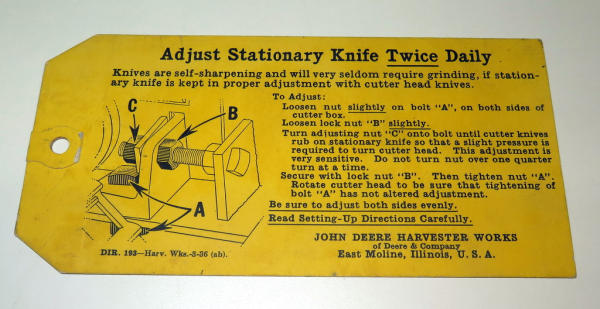 Adjust Stationary Knife Twice Daily
Knives are self-sharpening and will very seldom require grinding, if station-
ary knife is kept in proper adjustment with cutter head knives.
To Adjust:
Loosen nut slightly on bolt "A", on both sides of
cutter box.
Loosen lock nut "B" slightly.
Turn adjusting nut "C" onto bolt until cutter knives
rub on stationary knife so that a slight pressure is
required to turn cutter head. This adjustment is
very sensitive. Do not turn nut over one quarter
turn at a time.
Secure with lock nut "B". Then tighten nut "A".
Rotate cutter head to be sure that tightening of
bolt "A" has not altered adjustment.
Be sure to adjust both sides evenly.
Read Setting-Up Directions Carefully.
JOHN DEERE HARVESTER WORKS
of Deere & Company
East Moline, Illinois, U. S. A.
C
B
A
DIR. 193—Harv. Wks.-3-36 (ab).